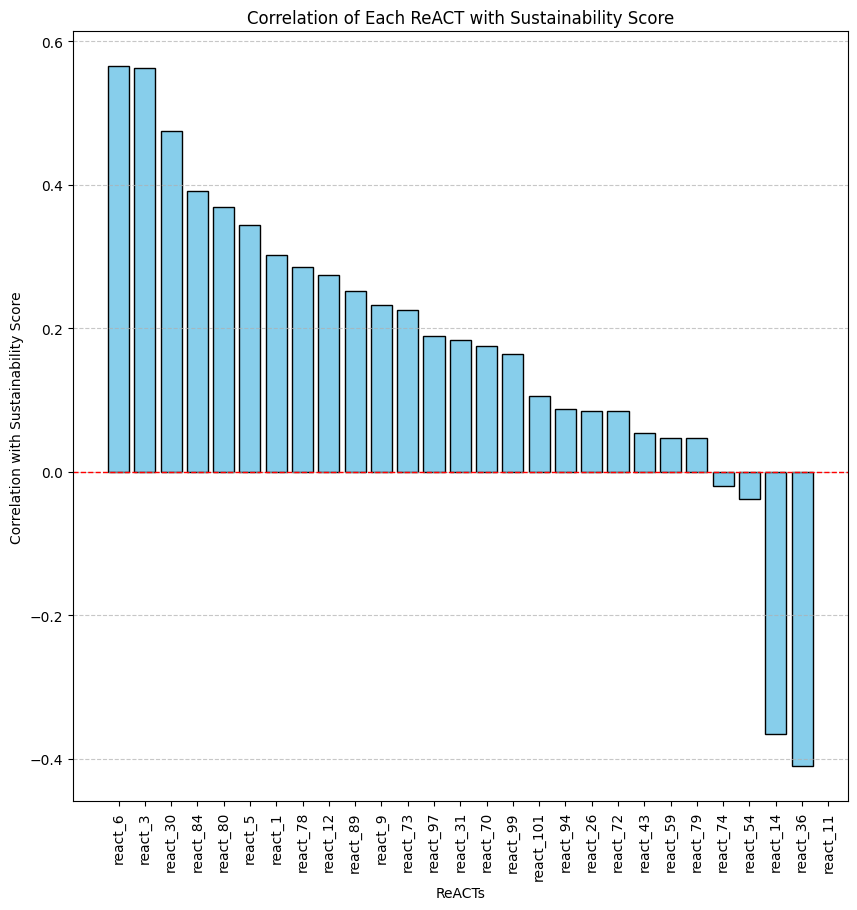 Correlation of Each ReACT with Sustainability Score
Correlation with Sustainability Score
0.6
0.4
0.2
0.0
−0.2
−0.4
react_6
react_3
react_30
react_84
react_80
react_5
react_1
react_78
react_12
react_89
react_9
react_73
react_97
react_31
react_70
react_99
react_101
react_94
react_26
react_72
react_43
react_59
react_79
react_74
react_54
react_14
react_36
react_11
ReACTs